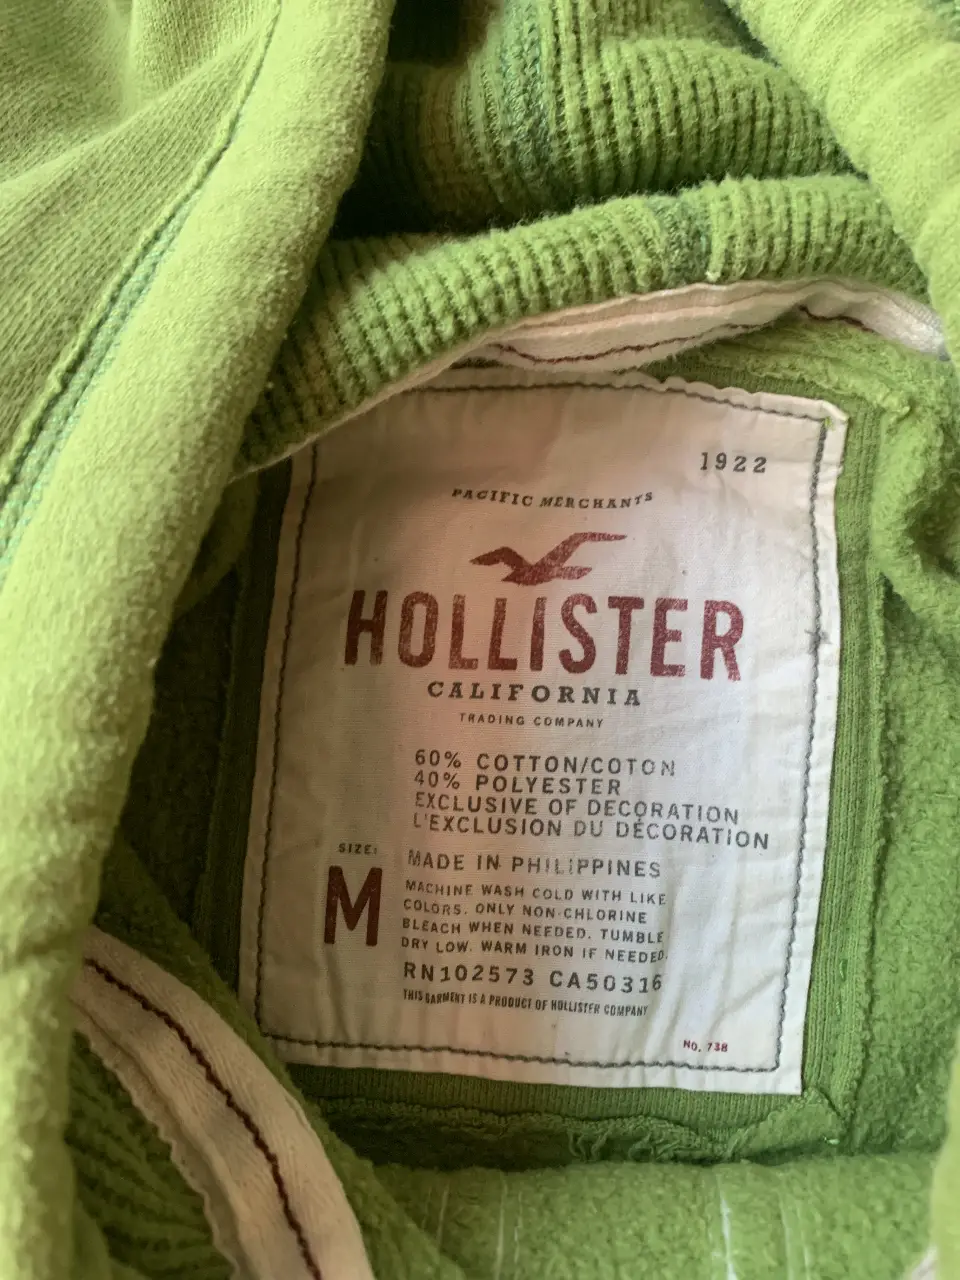 1922
PACIFIC MERCHANTS
HOLLISTER
CALIFORNIA
TRADING COMPANY
60% COTTON/COTON
40% POLYESTER
EXCLUSIVE OF DECORATION
L'EXCLUSION DU DÉCORATION
SIZE:
M
MADE IN PHILIPPINES
MACHINE WASH COLD WITH LIKE
COLORS. ONLY NON-CHLORINE
BLEACH WHEN NEEDED. TUMBLE
DRY LOW. WARM IRON IF NEEDED.
RN102573 CA50316
THIS GARMENT IS A PRODUCT OF HOLLISTER COMPANY
NO. 738